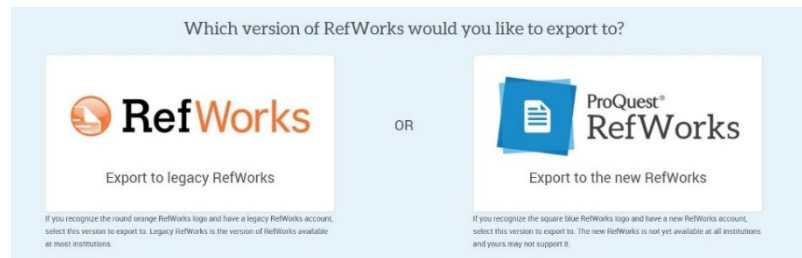 Which version of RefWorks would you like to export to?
RefWorks
Export to legacy RefWorks
If you recognize the round orange RefWorks logo and have a legacy RefWorks account,
select this version to export to. Legacy RefWorks is the version of RefWorks available
at most institutions
OR
ProQuest®
RefWorks
Export to the new RefWorks
If you recognize the square blue RefWorks logo and have a new RefWorks account,
select this version to export to. The new RefWorks is not yet available at all institutions
and yours may not support it.